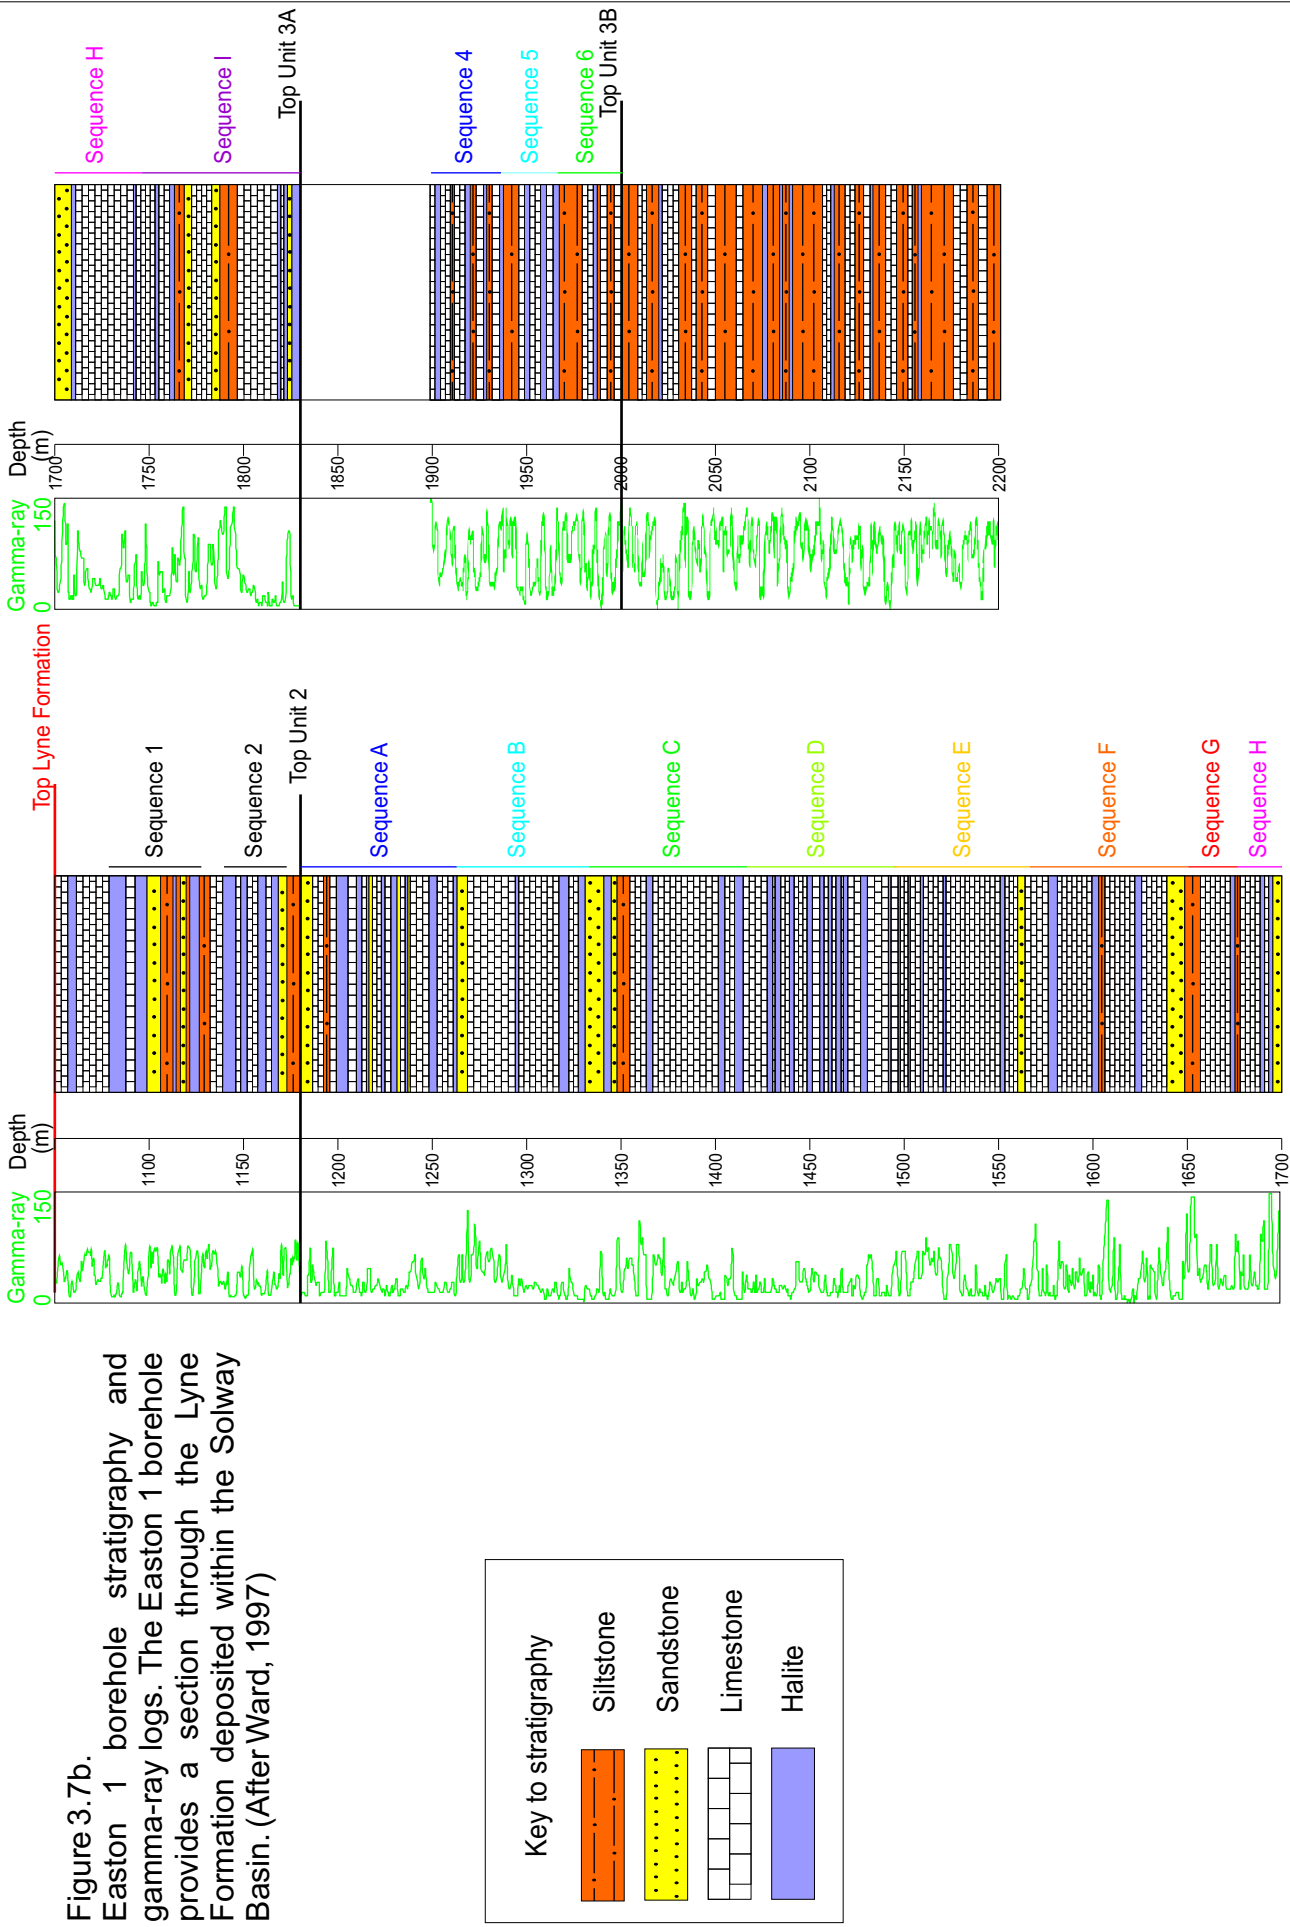 Figure 3.7b.
Easton 1 borehole stratigraphy and
gamma-ray logs. The Easton 1 borehole
provides a section through the Lyne
Formation deposited within the Solway
Basin. (After Ward, 1997)
Key to stratigraphy
Siltstone
Sandstone
Limestone
Halite
Gamma-ray
0 150
Depth
(m)
Top Lyne Formation
1100
1150
1200
1250
1300
1350
1400
1450
1500
1550
1600
1650
1700
Sequence 1
Sequence 2
Top Unit 2
Sequence A
Sequence B
Sequence C
Sequence D
Sequence E
Sequence F
Sequence G
Sequence H
Gamma-ray
0 150
Depth
(m)
1700
1750
1800
1850
1900
1950
2000
2050
2100
2150
2200
Sequence H
Sequence I
Top Unit 3A
Sequence 4
Sequence 5
Sequence 6
Top Unit 3B